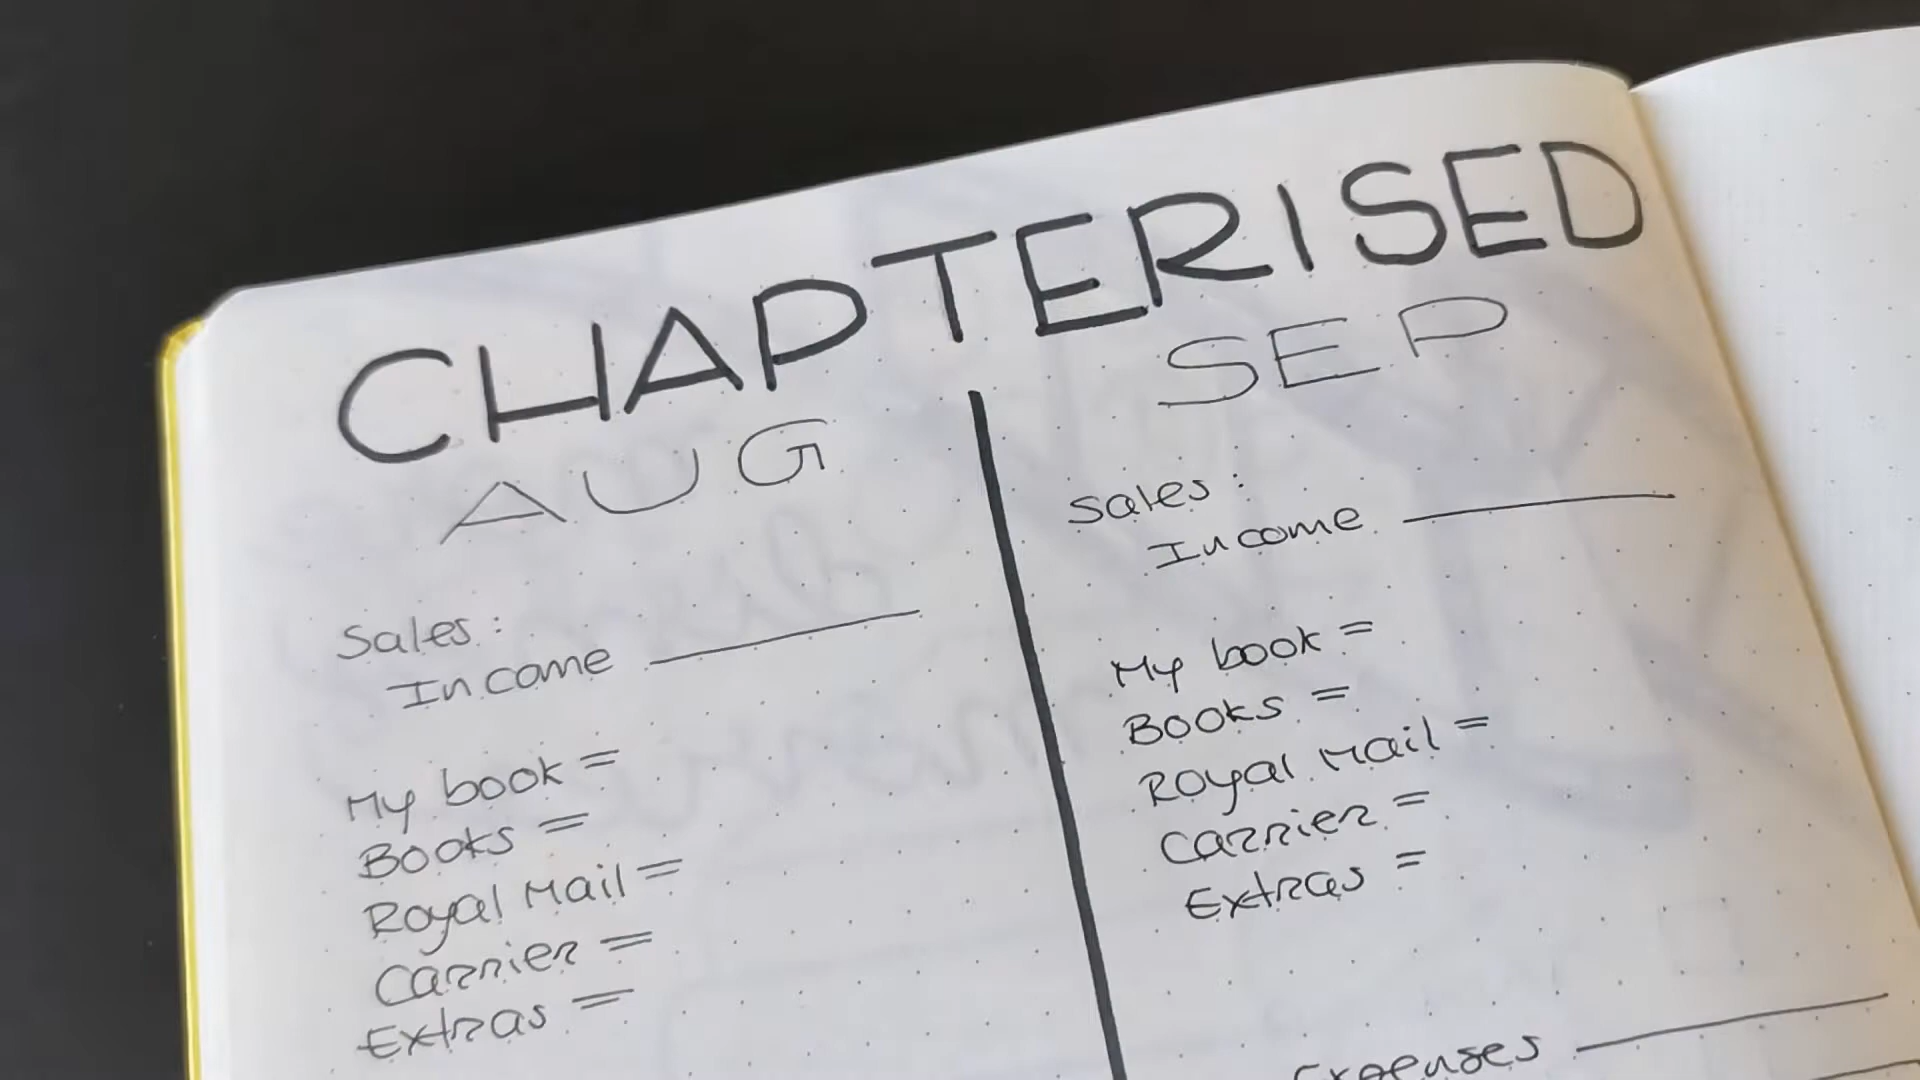 CHAPTERISED
AUG
Sales:
Income
My book =
Books =
Royal Mail =
Carrier =
Extras =
SEP
Sales:
Income
My book =
Books =
Royal Mail =
Carrier =
Extras =
Expenses